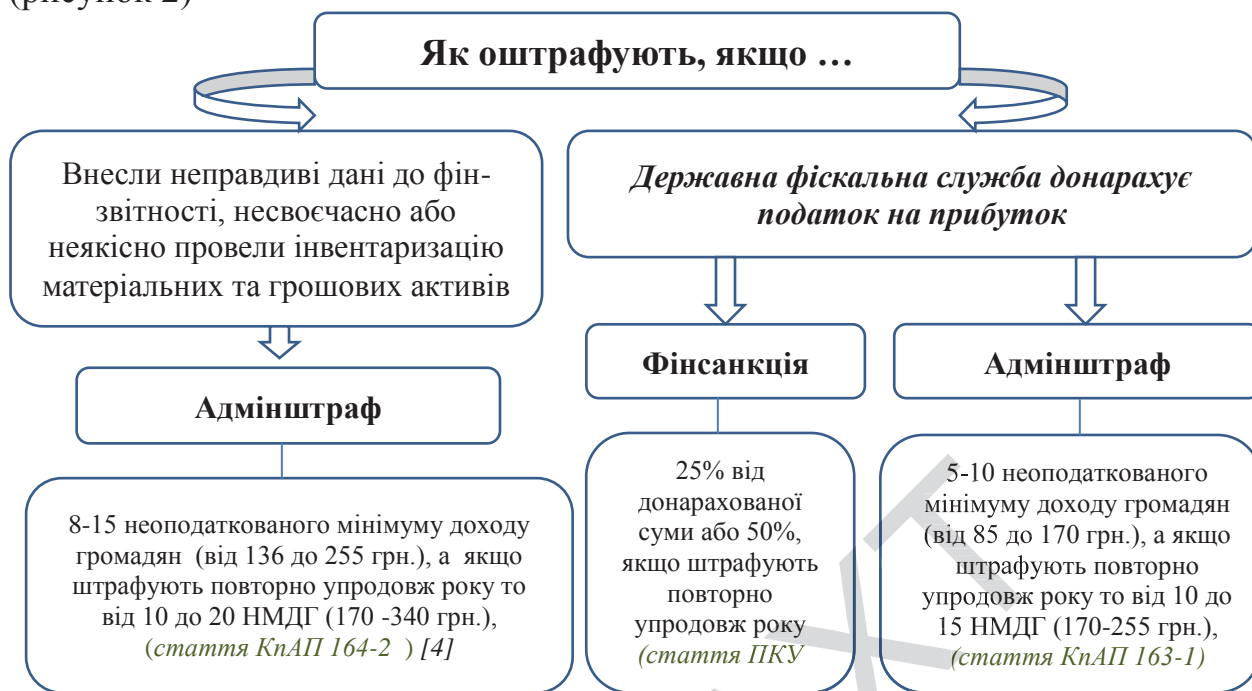 (рисунок 2)
Як оштрафують, якщо …
Внесли неправдиві дані до фін-
звітності, несвоєчасно або
неякісно провели інвентаризацію
матеріальних та грошових активів
Адмінштраф
8-15 неоподаткованого мінімуму доходу
громадян (від 136 до 255 грн.), а якщо
штрафують повторно упродовж року то
від 10 до 20 НМДГ (170 -340 грн.),
(стаття КпАП 164-2 ) [4]
Державна фіскальна служба донарахує
податок на прибуток
Фінсанкція
25% від
донарахованої
суми або 50%,
якщо штрафують
повторно
упродовж року
(стаття ПКУ
Адмінштраф
5-10 неоподаткованого
мінімуму доходу громадян
(від 85 до 170 грн.), а якщо
штрафують повторно
упродовж року то від 10 до
15 НМДГ (170-255 грн.),
(стаття КпАП 163-1)